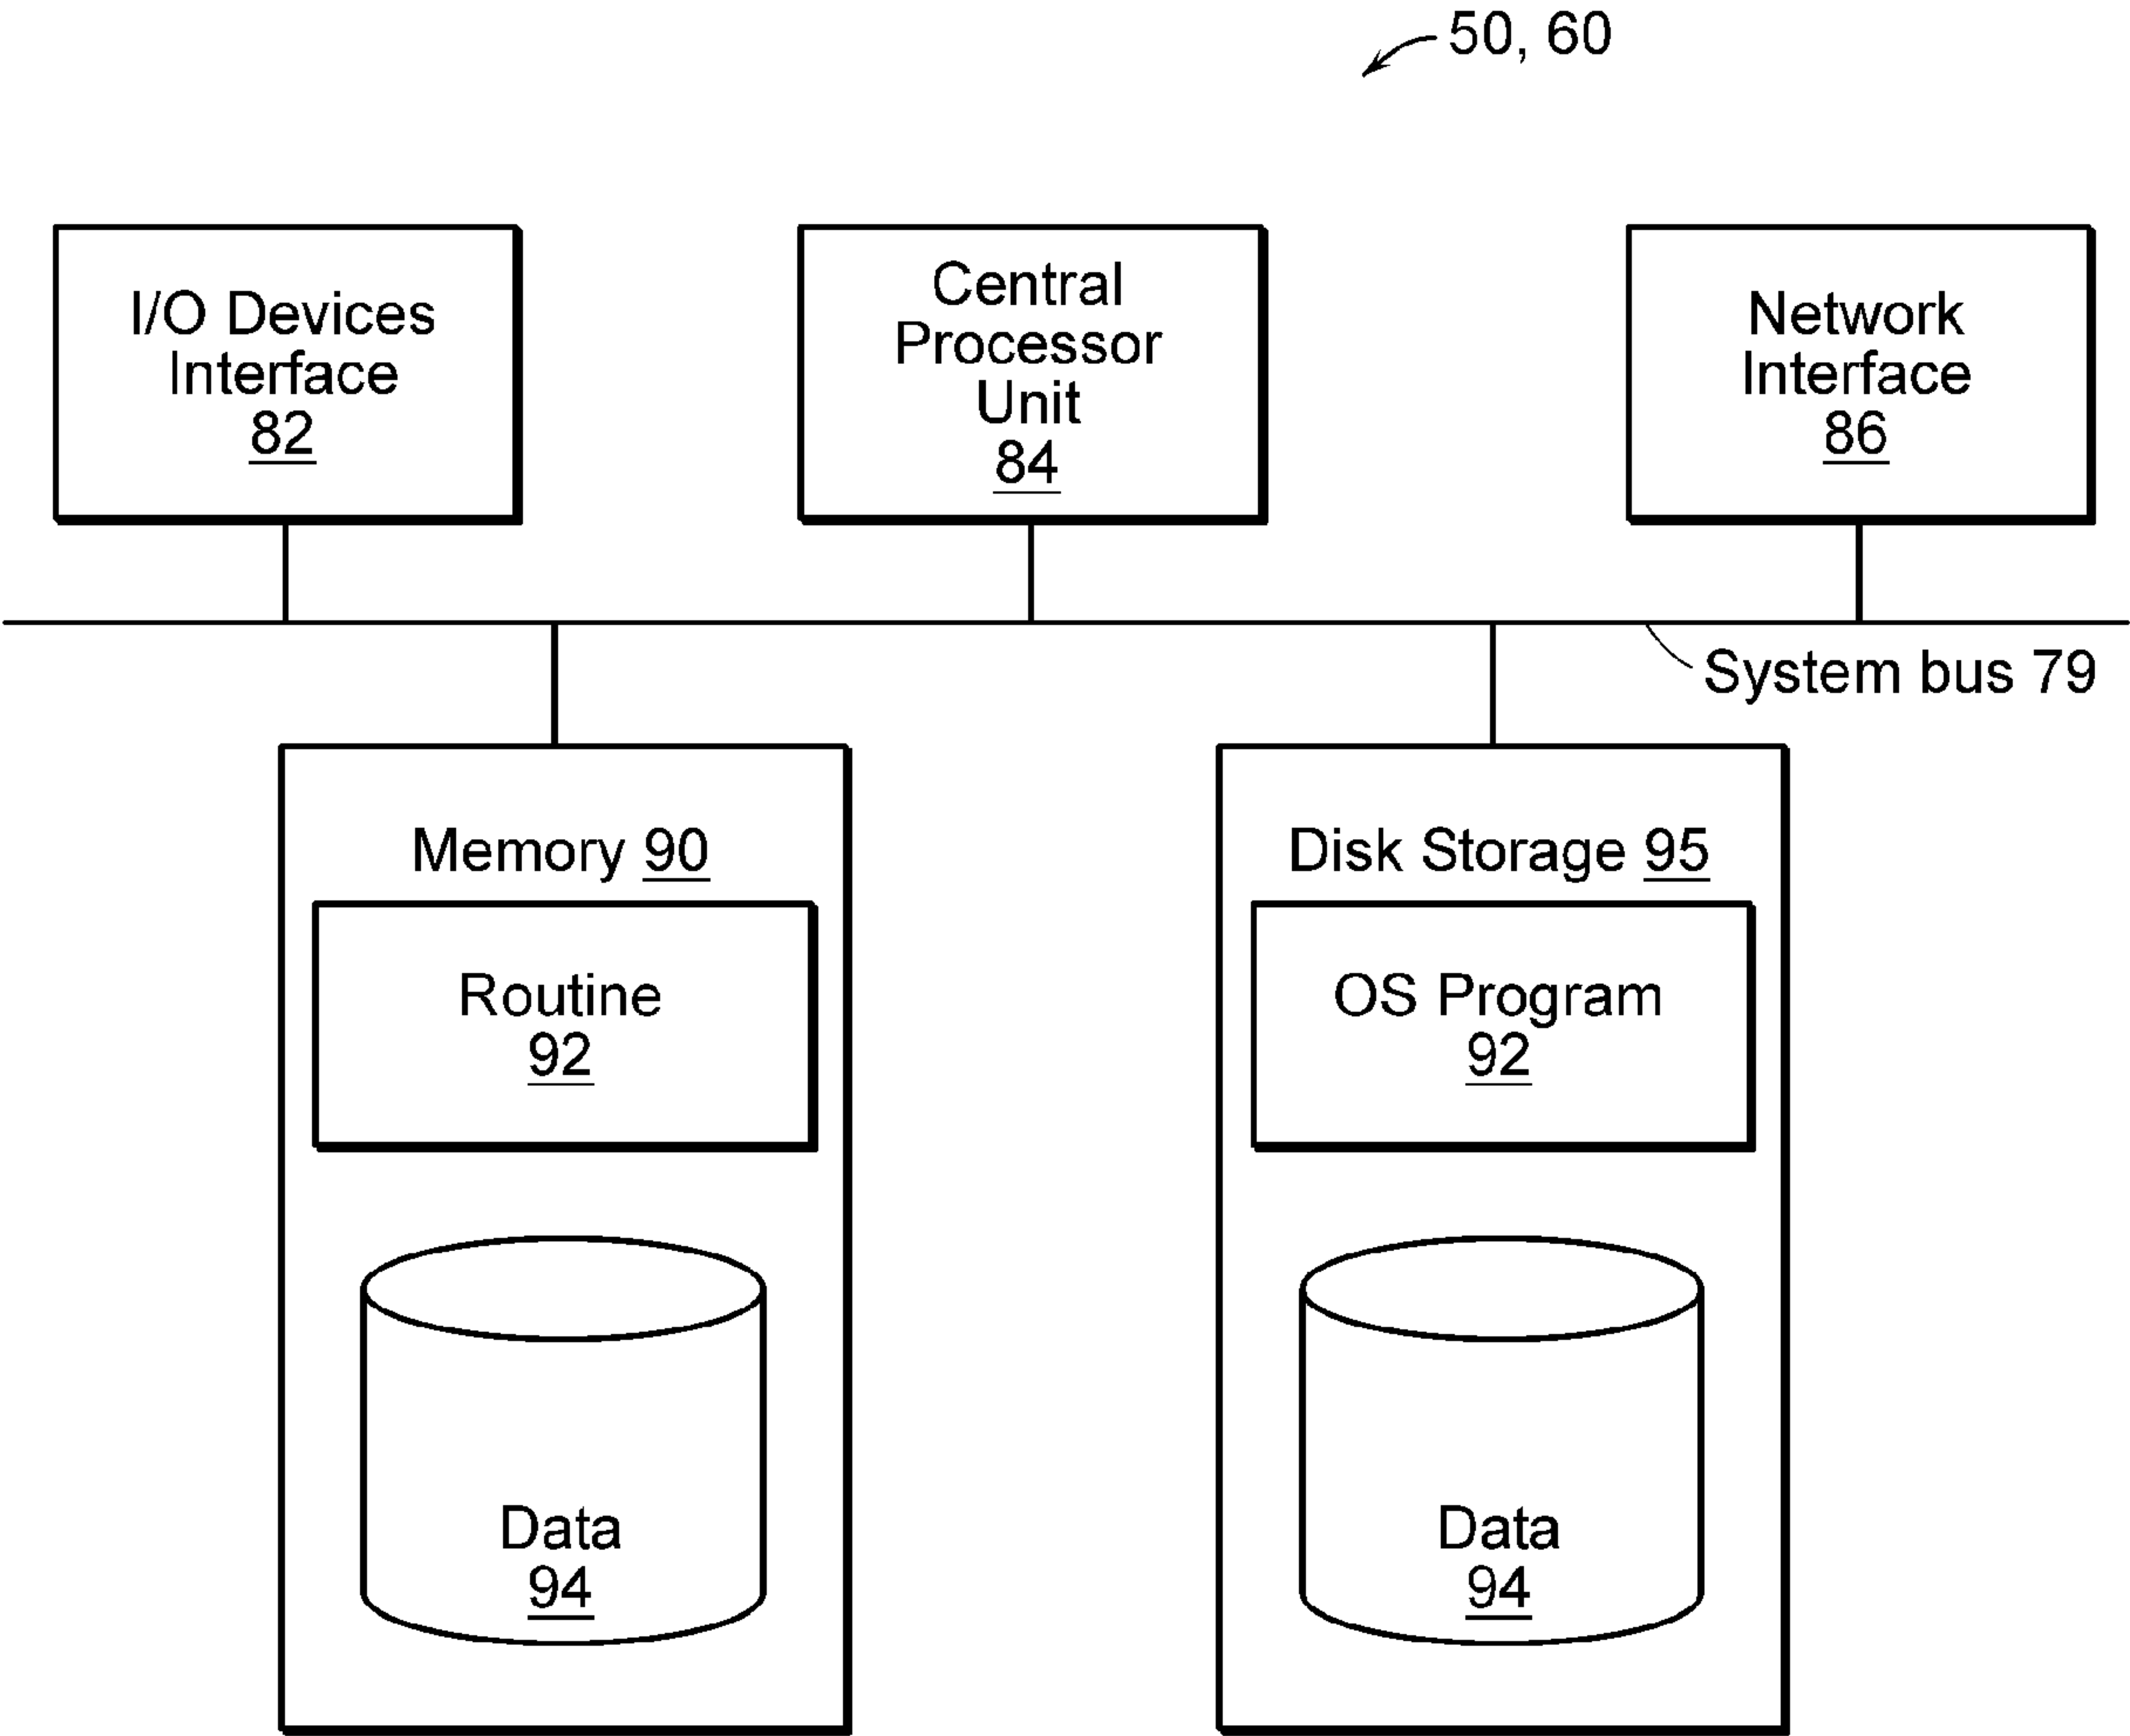 50, 60
I/O Devices
Interface
82
Central
Processor
Unit
84
Network
Interface
86
System bus 79
Memory 90
Routine
92
Data
94
Disk Storage 95
OS Program
92
Data
94